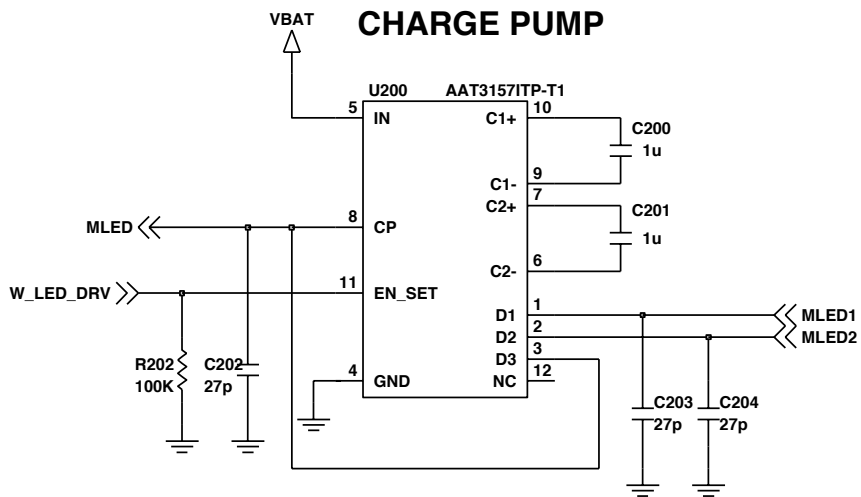 CHARGE PUMP
VBAT
U200 AAT3157ITP-T1
5 IN C1+ 10
C200
1u
C1- 9
MLED 8 CP C2+ 7
C201
1u
C2- 6
W_LED_DRV 11 EN_SET
D1 1 MLED1
D2 2 MLED2
D3 3
R202
100K
C202
27p
4 GND NC 12
C203
27p
C204
27p